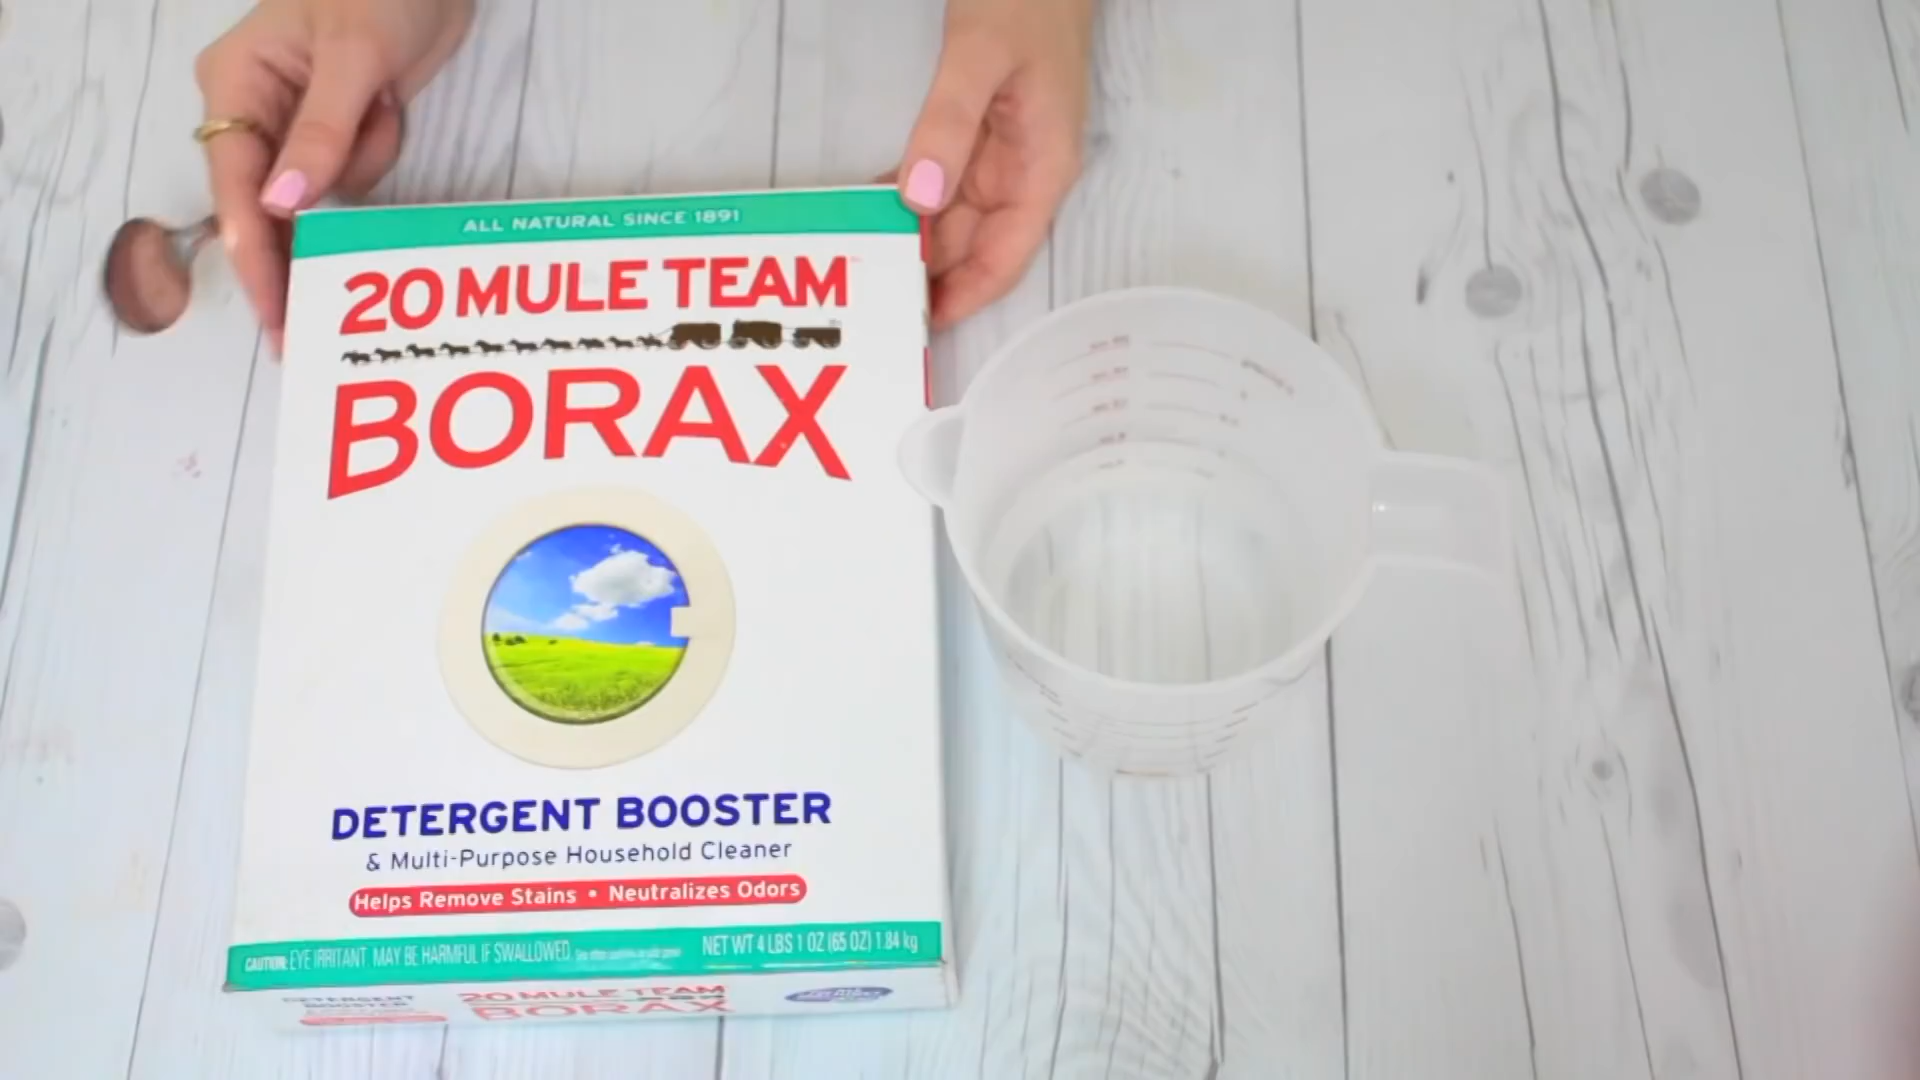 ALL NATURAL SINCE 1891
20 MULE TEAM
BORAX
DETERGENT BOOSTER
& Multi-Purpose Household Cleaner
Helps Remove Stains • Neutralizes Odors
CAUTION: EYE IRRITANT. MAY BE HARMFUL IF SWALLOWED.
NET WT 4 LBS 1 OZ (65 OZ) 1.84 kg
DETERGENT
BOOSTER
20 MULE TEAM
BORAX